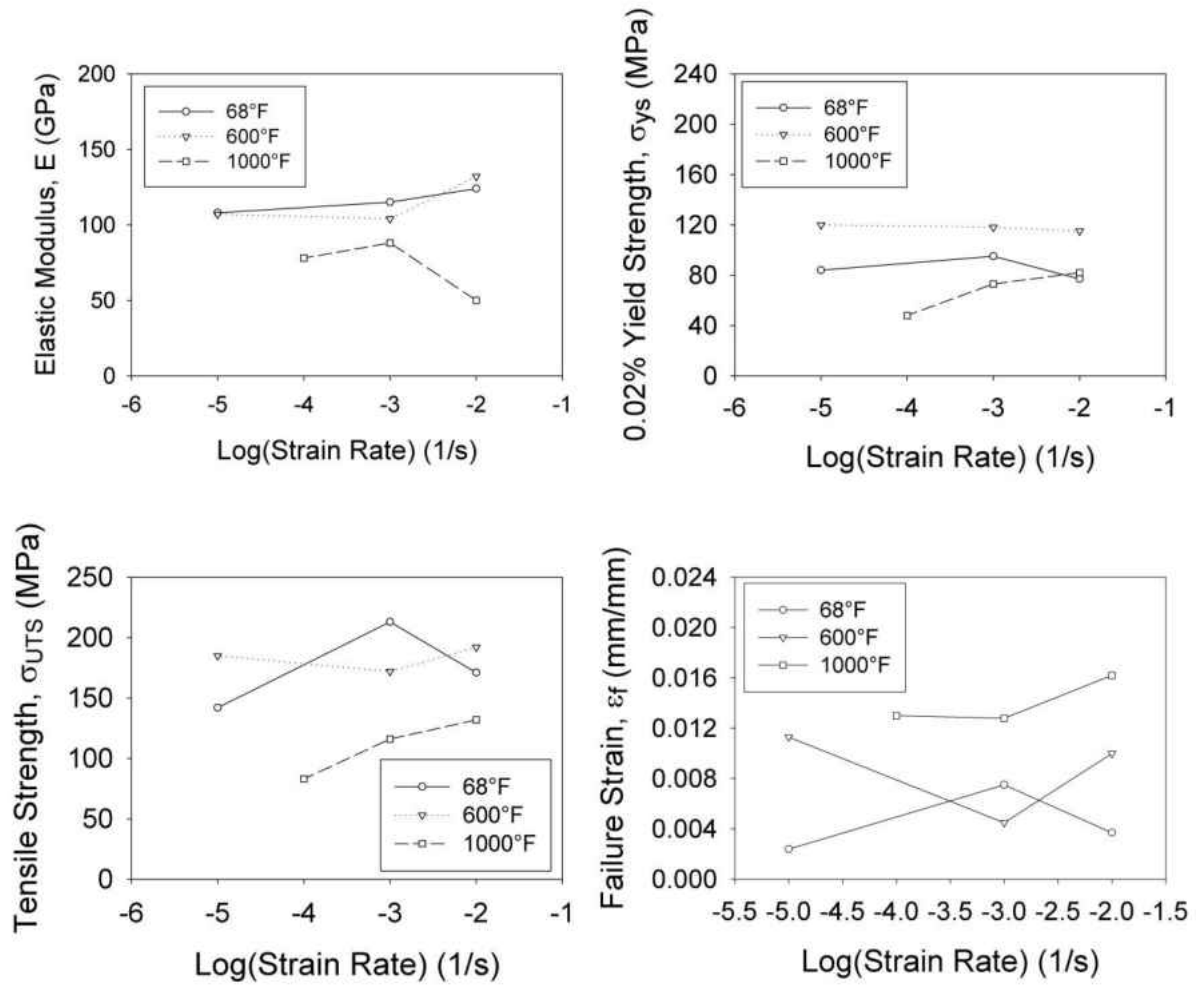 Elastic Modulus, E (GPa)
200
150
100
50
0
68°F
600°F
1000°F
-6 -5 -4 -3 -2 -1
Log(Strain Rate) (1/s)
0.02% Yield Strength, σys (MPa)
240
200
160
120
80
40
0
68°F
600°F
1000°F
-6 -5 -4 -3 -2 -1
Log(Strain Rate) (1/s)
Tensile Strength, σUTS (MPa)
250
200
150
100
50
0
68°F
600°F
1000°F
-6 -5 -4 -3 -2 -1
Log(Strain Rate) (1/s)
Failure Strain, εf (mm/mm)
0.024
0.020
0.016
0.012
0.008
0.004
0.000
68°F
600°F
1000°F
-5.5 -5.0 -4.5 -4.0 -3.5 -3.0 -2.5 -2.0 -1.5
Log(Strain Rate) (1/s)